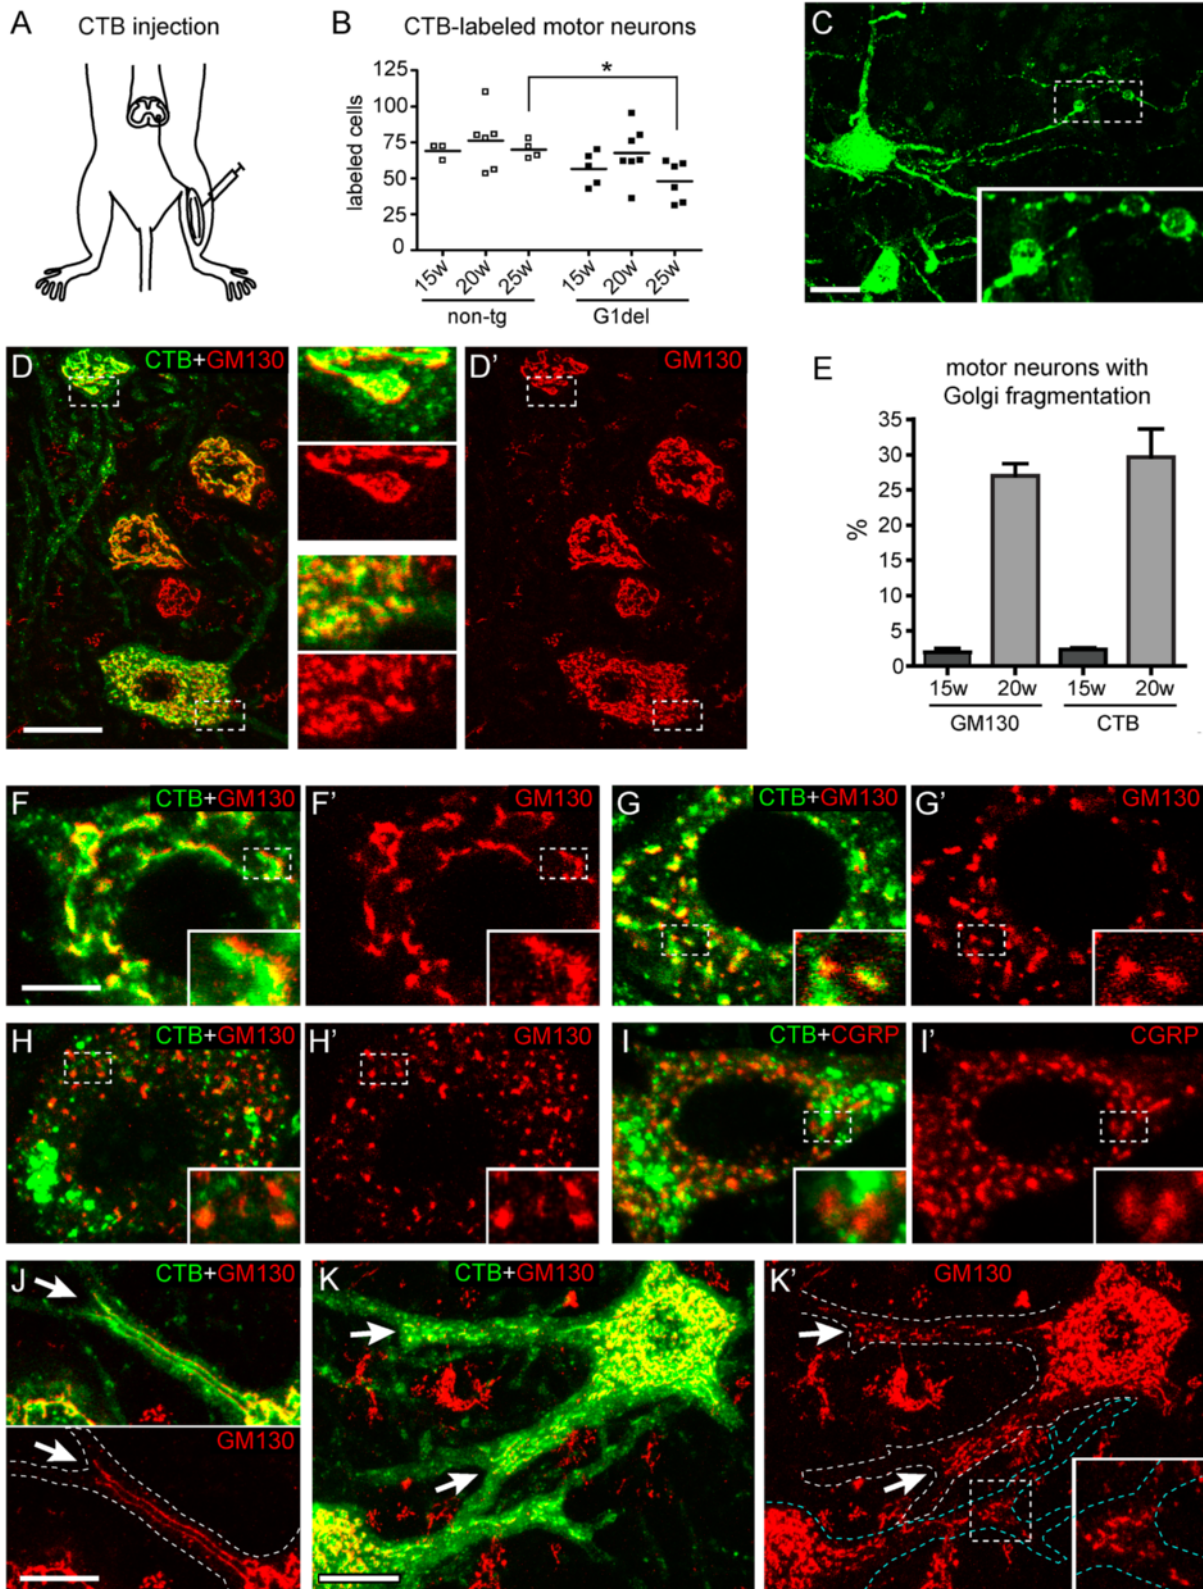 A
CTB injection
B
CTB-labeled motor neurons
labeled cells
125
100
75
50
25
0
*
15w
20w
25w
15w
20w
25w
non-tg
G1del
C
D
CTB+GM130
D'
GM130
E
motor neurons with
Golgi fragmentation
%
35
30
25
20
15
10
5
0
15w
20w
15w
20w
GM130
CTB
F
CTB+GM130
F'
GM130
G
CTB+GM130
G'
GM130
H
CTB+GM130
H'
GM130
I
CTB+CGRP
I'
CGRP
J
CTB+GM130
GM130
K
CTB+GM130
K'
GM130